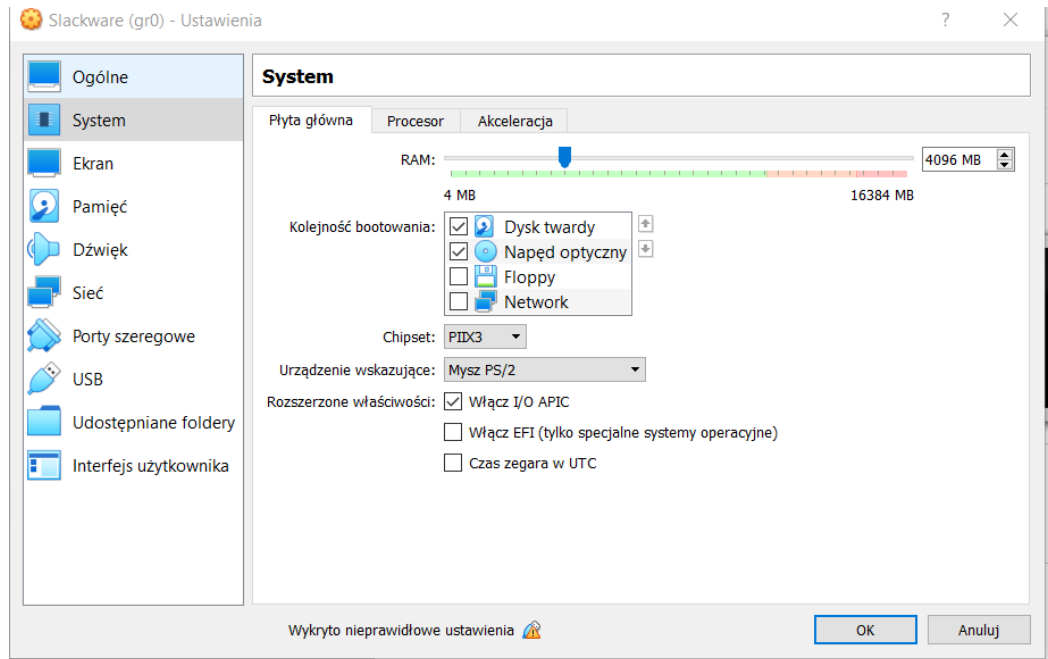 Slackware (gr0) - Ustawienia
?
Ogólne
System
Ekran
Pamięć
Dźwięk
Sieć
Porty szeregowe
USB
Udostępniane foldery
Interfejs użytkownika
System
Płyta główna Procesor Akceleracja
RAM: 4096 MB
4 MB 16384 MB
Kolejność bootowania: Dysk twardy
Napęd optyczny
Floppy
Network
Chipset: PIIX3
Urządzenie wskazujące: Mysz PS/2
Rozszerzone właściwości: Włącz I/O APIC
Włącz EFI (tylko specjalne systemy operacyjne)
Czas zegara w UTC
Wykryto nieprawidłowe ustawienia OK Anuluj